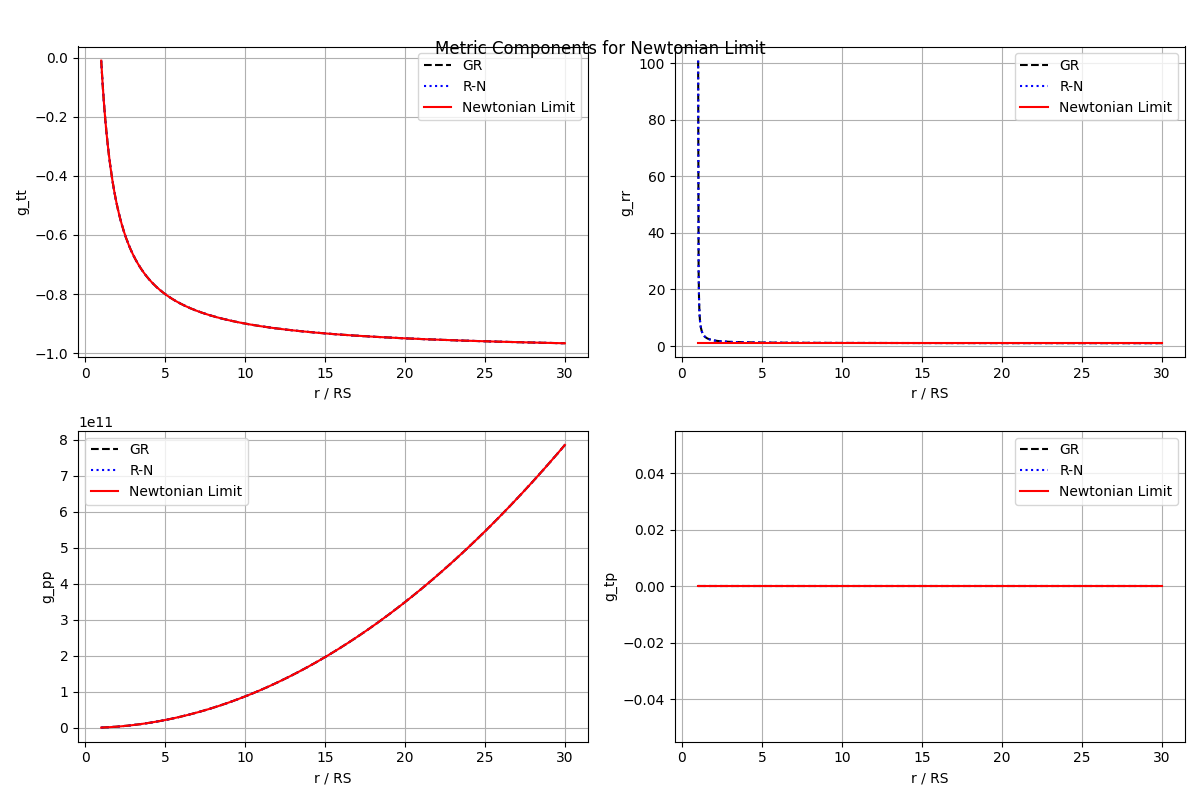 Metric Components for Newtonian Limit
0.0
−0.2
−0.4
−0.6
−0.8
−1.0
g_tt
0 5 10 15 20 25 30
r / RS
GR
R-N
Newtonian Limit
100
80
60
40
20
0
g_rr
0 5 10 15 20 25 30
r / RS
GR
R-N
Newtonian Limit
1e11
8
7
6
5
4
3
2
1
0
g_pp
0 5 10 15 20 25 30
r / RS
GR
R-N
Newtonian Limit
0.04
0.02
0.00
−0.02
−0.04
g_tp
0 5 10 15 20 25 30
r / RS
GR
R-N
Newtonian Limit